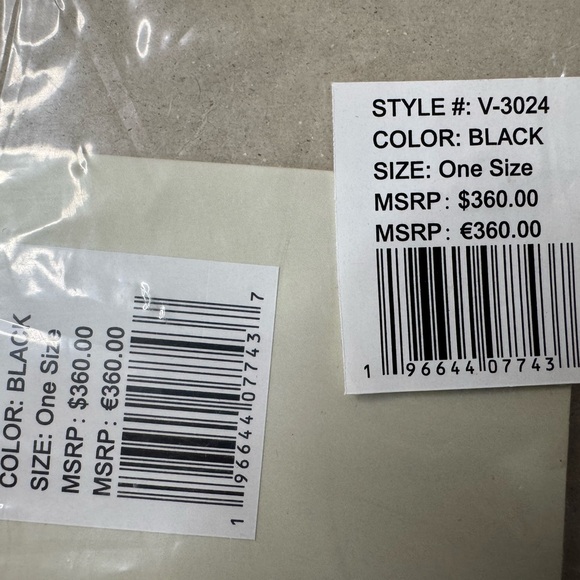 STYLE #: V-3024
COLOR: BLACK
SIZE: One Size
MSRP: $360.00
MSRP: €360.00
1 96644 07743
COLOR: BLACK
SIZE: One Size
MSRP: $360.00
MSRP: €360.00
1 96644 07743 7